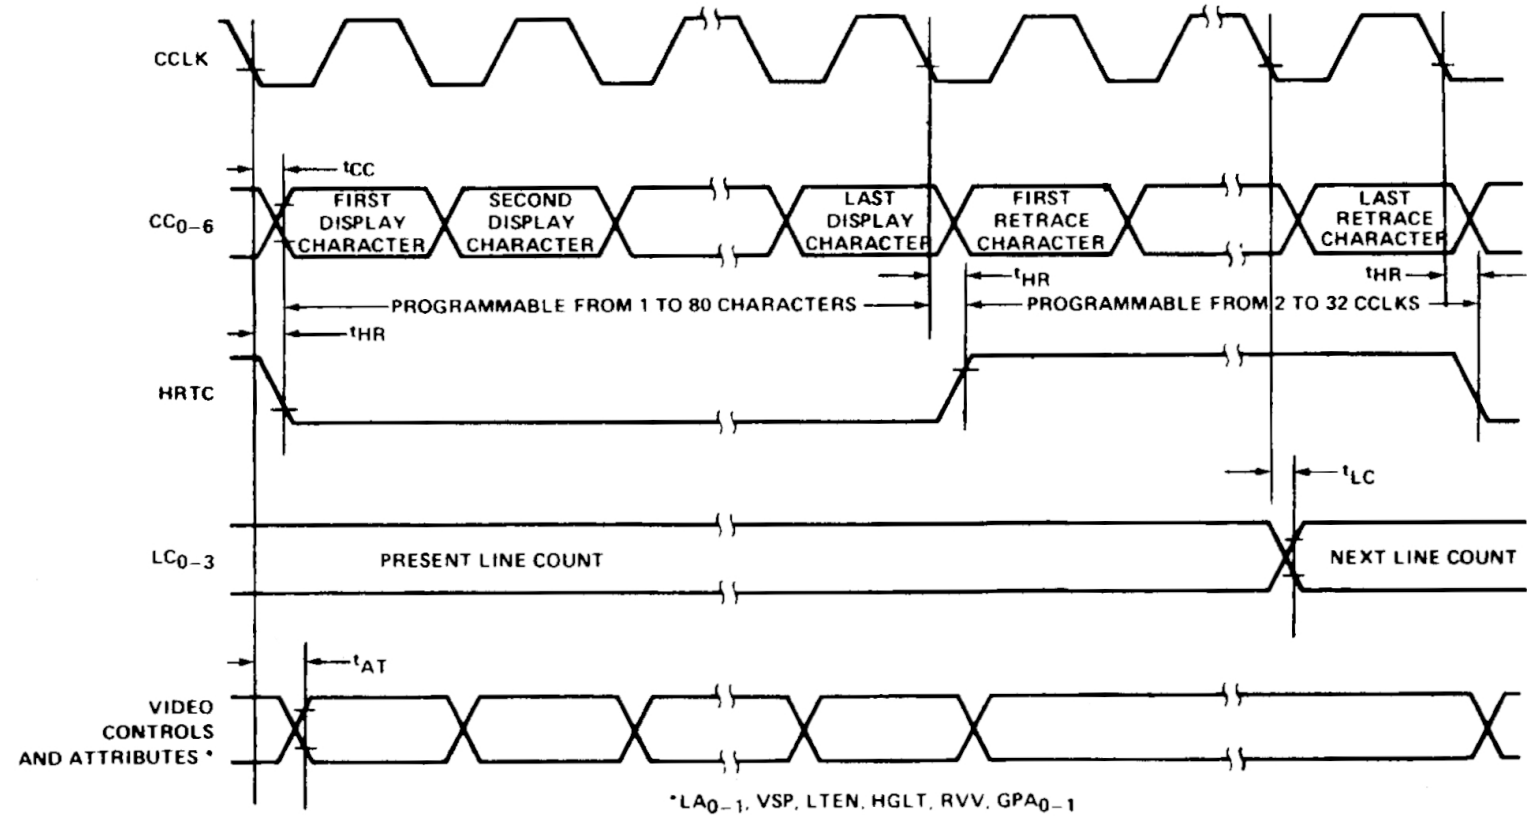 CCLK
tCC
CC0–6
FIRST
DISPLAY
CHARACTER
SECOND
DISPLAY
CHARACTER
LAST
DISPLAY
CHARACTER
FIRST
RETRACE
CHARACTER
LAST
RETRACE
CHARACTER
tHR
tHR
PROGRAMMABLE FROM 1 TO 80 CHARACTERS
PROGRAMMABLE FROM 2 TO 32 CCLKS
tHR
HRTC
tLC
LC0–3
PRESENT LINE COUNT
NEXT LINE COUNT
tAT
VIDEO
CONTROLS
AND ATTRIBUTES *
*LA0–1, VSP, LTEN, HGLT, RVV, GPA0–1